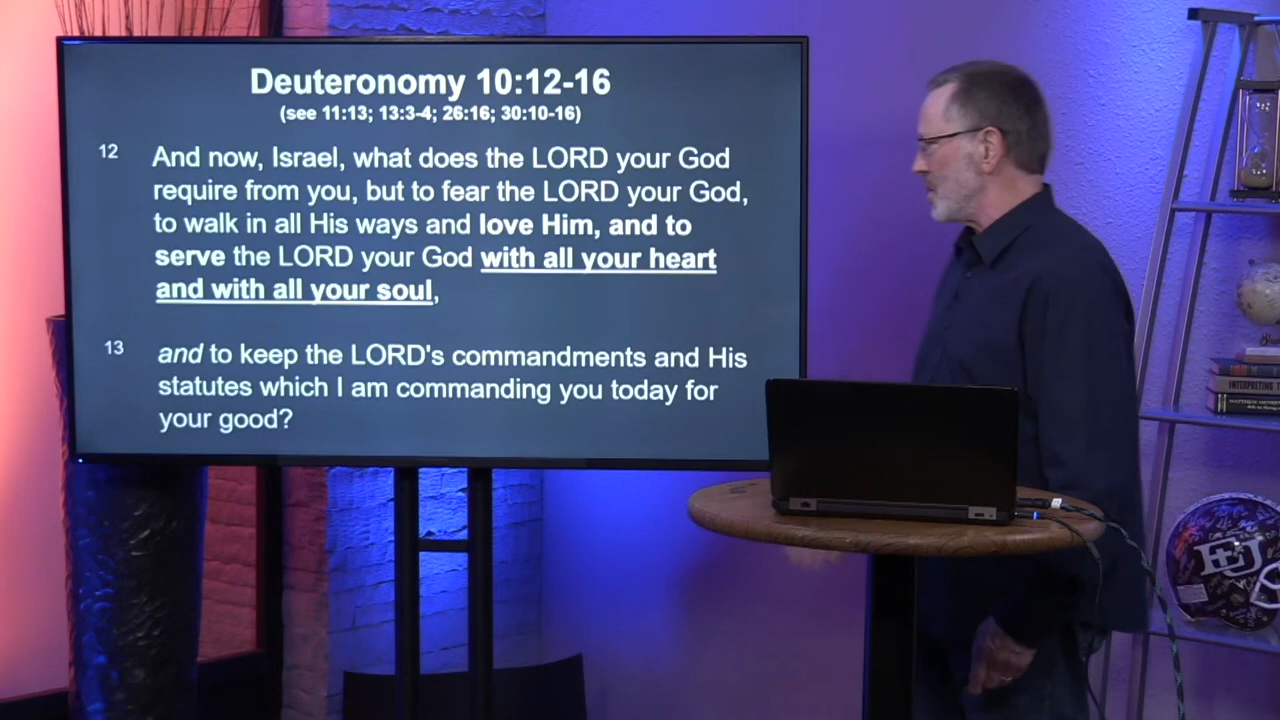 Deuteronomy 10:12-16
(see 11:13; 13:3-4; 26:16; 30:10-16)
12 And now, Israel, what does the LORD your God
require from you, but to fear the LORD your God,
to walk in all His ways and love Him, and to
serve the LORD your God with all your heart
and with all your soul,
13 and to keep the LORD's commandments and His
statutes which I am commanding you today for
your good?
INTERPRETING